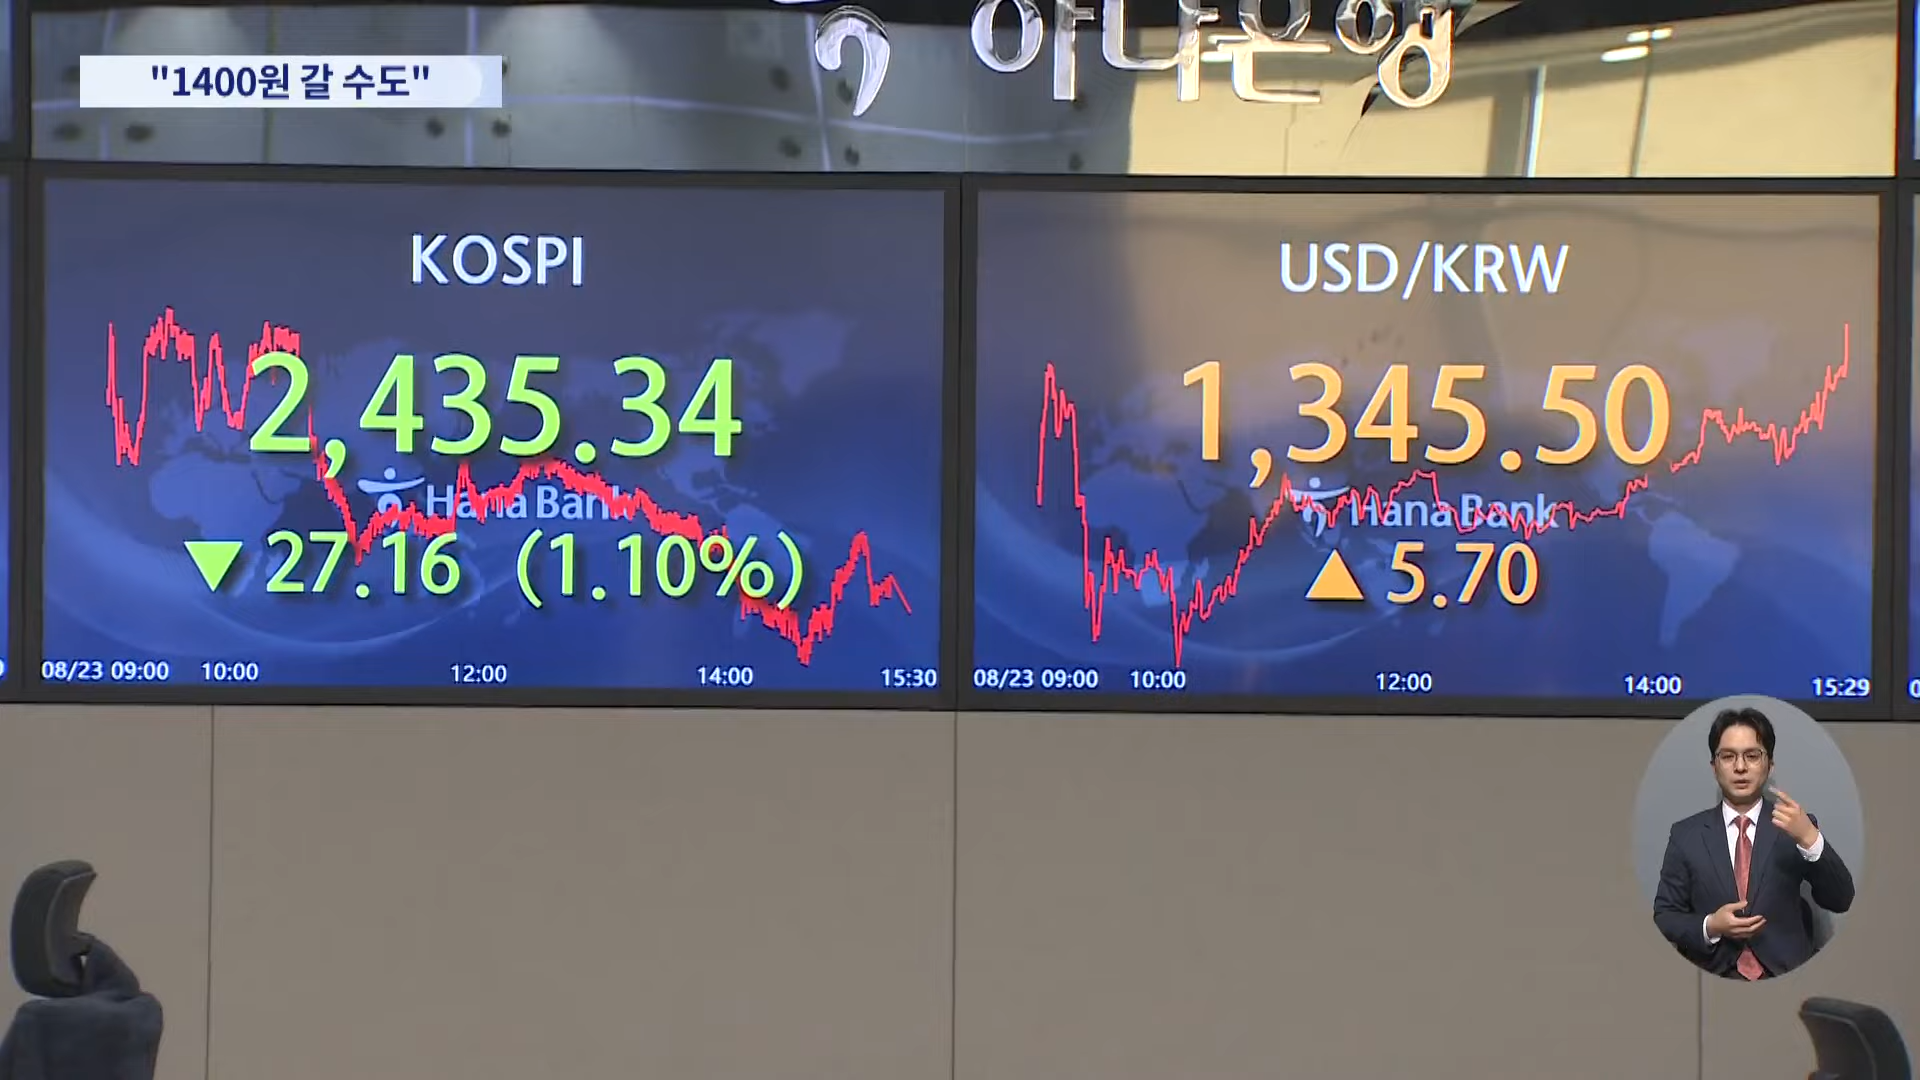 하나은행
"1400원 갈 수도"
KOSPI
2,435.34
Hana Bank
▼ 27.16 (1.10%)
08/23 09:00 10:00 12:00 14:00 15:30
USD/KRW
1,345.50
Hana Bank
▲ 5.70
08/23 09:00 10:00 12:00 14:00 15:29